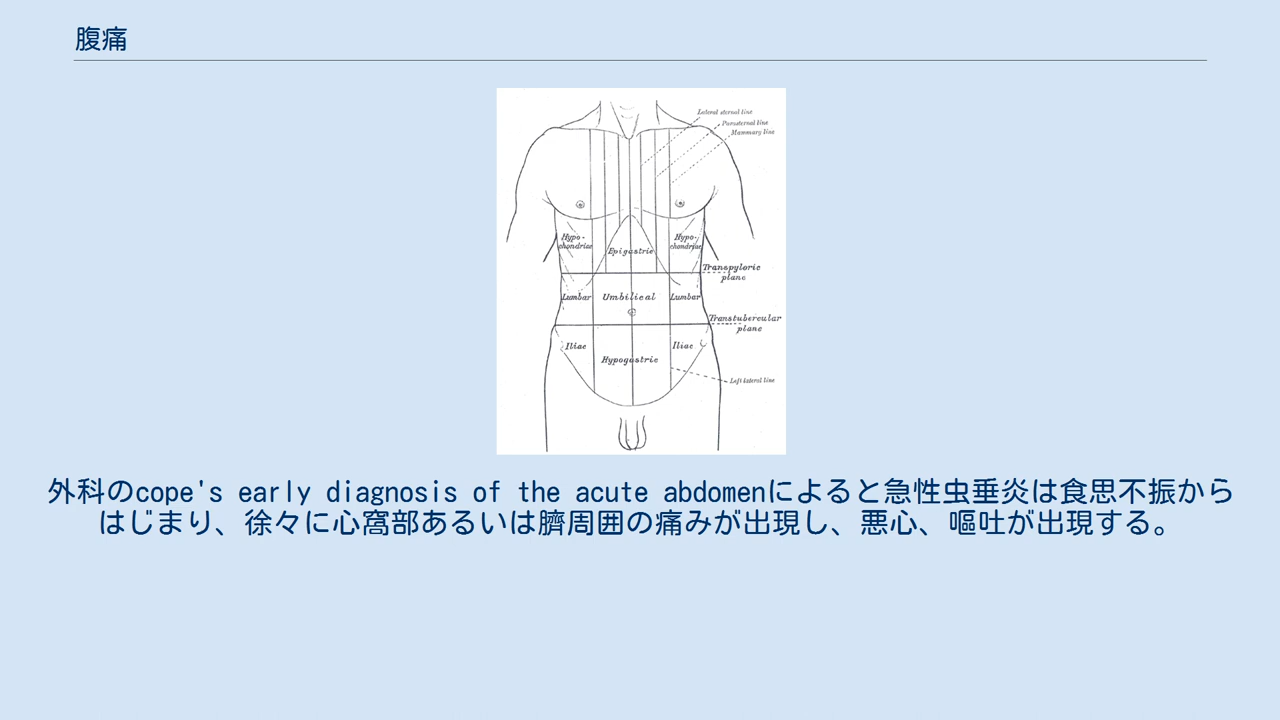 腹痛
Lateral sternal line
Parasternal line
Mammary line
Hypo-
chondriac
Epigastric
Hypo-
chondriac
Transpyloric
plane
Lumbar
Umbilical
Lumbar
Transtubercular
plane
Iliac
Hypogastric
Iliac
Left lateral line
外科のcope's early diagnosis of the acute abdomenによると急性虫垂炎は食思不振から
はじまり、徐々に心窩部あるいは臍周囲の痛みが出現し、悪心、嘔吐が出現する。